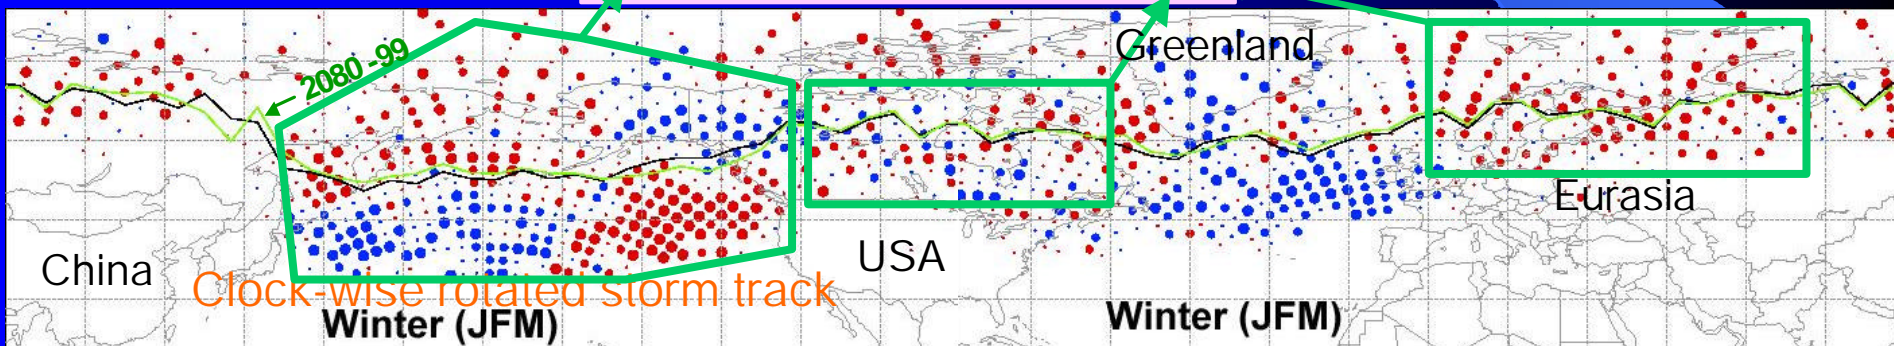 Greenland
2080-99
Eurasia
China
USA
Clock-wise rotated storm track
Winter (JFM)
Winter (JFM)